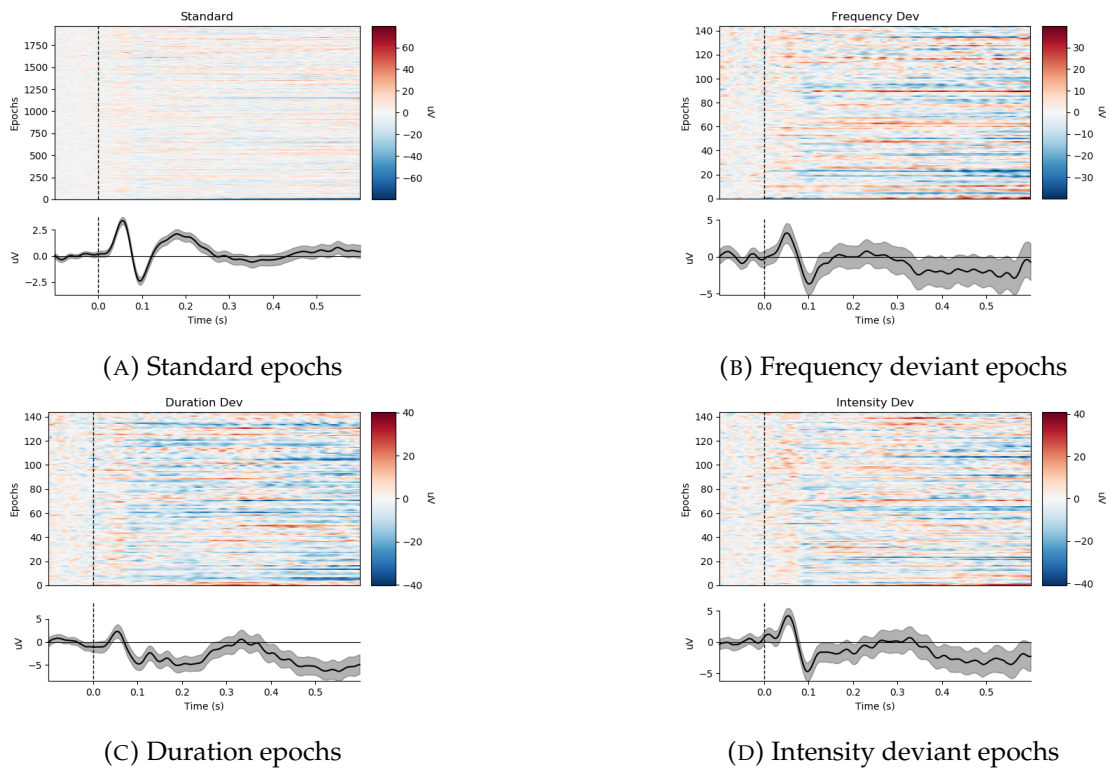 Standard
1750
1500
1250
1000
750
500
250
0
Epochs
60
40
20
0
−20
−40
−60
uV
2.5
0.0
−2.5
uV
0.0 0.1 0.2 0.3 0.4 0.5
Time (s)
(A) Standard epochs
Frequency Dev
140
120
100
80
60
40
20
0
Epochs
30
20
10
0
−10
−20
−30
uV
5
0
−5
uV
0.0 0.1 0.2 0.3 0.4 0.5
Time (s)
(B) Frequency deviant epochs
Duration Dev
140
120
100
80
60
40
20
0
Epochs
40
20
0
−20
−40
uV
5
0
−5
uV
0.0 0.1 0.2 0.3 0.4 0.5
Time (s)
(C) Duration epochs
Intensity Dev
140
120
100
80
60
40
20
0
Epochs
40
20
0
−20
−40
uV
5
0
−5
uV
0.0 0.1 0.2 0.3 0.4 0.5
Time (s)
(D) Intensity deviant epochs